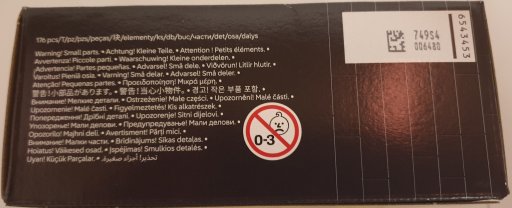 176 pcs/T/pz/pzs/peças/個/elementy/ks/db/buc/части/det/osa/dalys
Warning! Small parts. • Achtung! Kleine Teile. • Attention ! Petits éléments. •
Avvertenza! Piccole parti. • Waarschuwing! Kleine onderdelen. •
¡Advertencia! Partes pequeñas. • Advarsel! Små dele. • Viðvörun! Litlir hlutir. •
Varoitus! Pieniä osia. • Varning! Små delar. • Advarsel! Små deler. •
Atenção! Peças pequenas. • Προειδοποίηση! Μικρά μέρη. •
警告!小部品があります。 • 警告!当心小物件。 • 경고! 작은 부품 포함. •
Внимание! Мелкие детали. • Ostrzeżenie! Małe części. • Upozornění! Malé části. •
Upozornenie! Malé časti. • Figyelmeztetés! Kis alkatrészek. •
Попередження! Дрібні деталі. • Upozorenje! Sitni dijelovi. •
Упозорење! Мали делови. • Предупреждение! Малки части. •
Opozorilo! Majhni deli. • Avertisment! Părți mici. •
Внимание! Малки части. • Brīdinājums! Sīkas detaļas. •
Hoiatus! Väikesed osad. • Įspėjimas! Smulkios detalės. •
Uyarı! Küçük Parçalar. • تحذير! أجزاء صغيرة.
0-3
749S4
006480
6543453